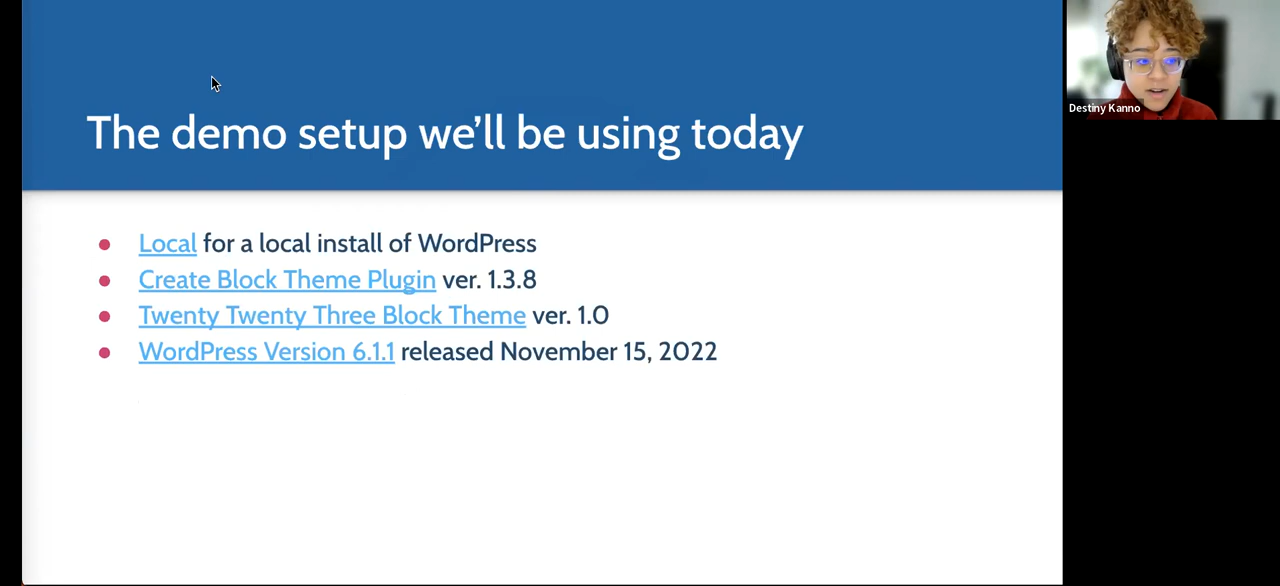 The demo setup we’ll be using today
Local for a local install of WordPress
Create Block Theme Plugin ver. 1.3.8
Twenty Twenty Three Block Theme ver. 1.0
WordPress Version 6.1.1 released November 15, 2022
Destiny Kanno